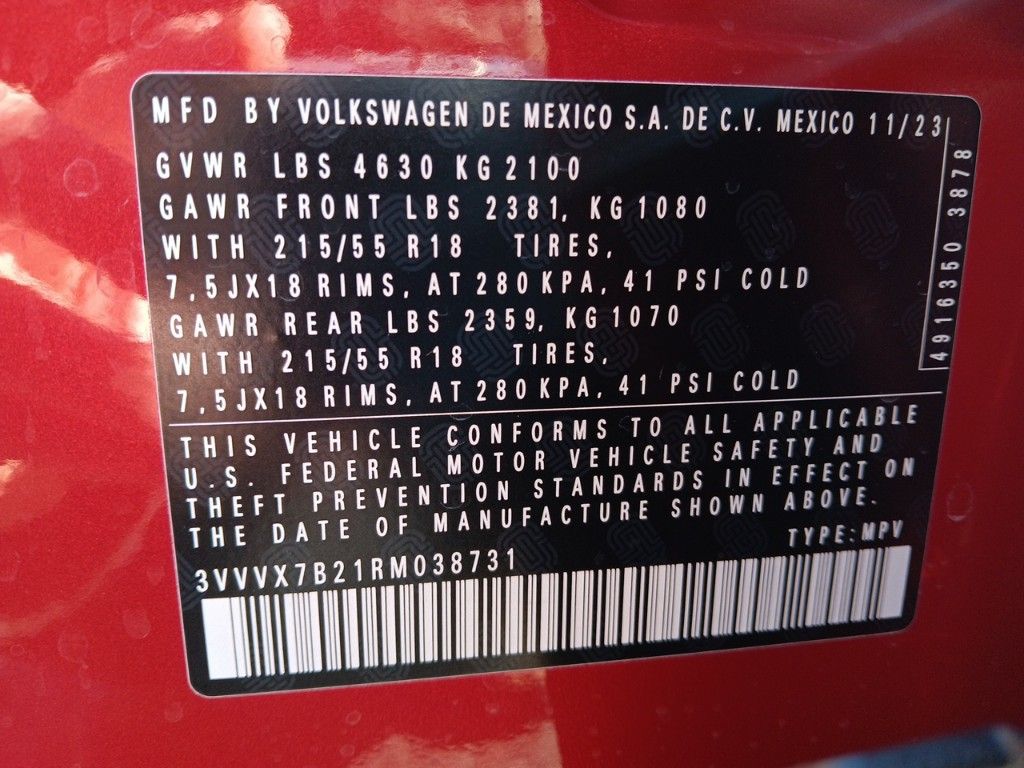 MFD BY VOLKSWAGEN DE MEXICO S.A. DE C.V. MEXICO 11/23
GVWR LBS 4630 KG 2100
GAWR FRONT LBS 2381, KG 1080
WITH 215/55 R18 TIRES,
7,5JX18 RIMS, AT 280 KPA, 41 PSI COLD
GAWR REAR LBS 2359, KG 1070
WITH 215/55 R18 TIRES,
7,5JX18 RIMS, AT 280 KPA, 41 PSI COLD
4916350 3878
THIS VEHICLE CONFORMS TO ALL APPLICABLE
U.S. FEDERAL MOTOR VEHICLE SAFETY AND
THEFT PREVENTION STANDARDS IN EFFECT ON
THE DATE OF MANUFACTURE SHOWN ABOVE.
TYPE:MPV
3VVVX7B21RM038731